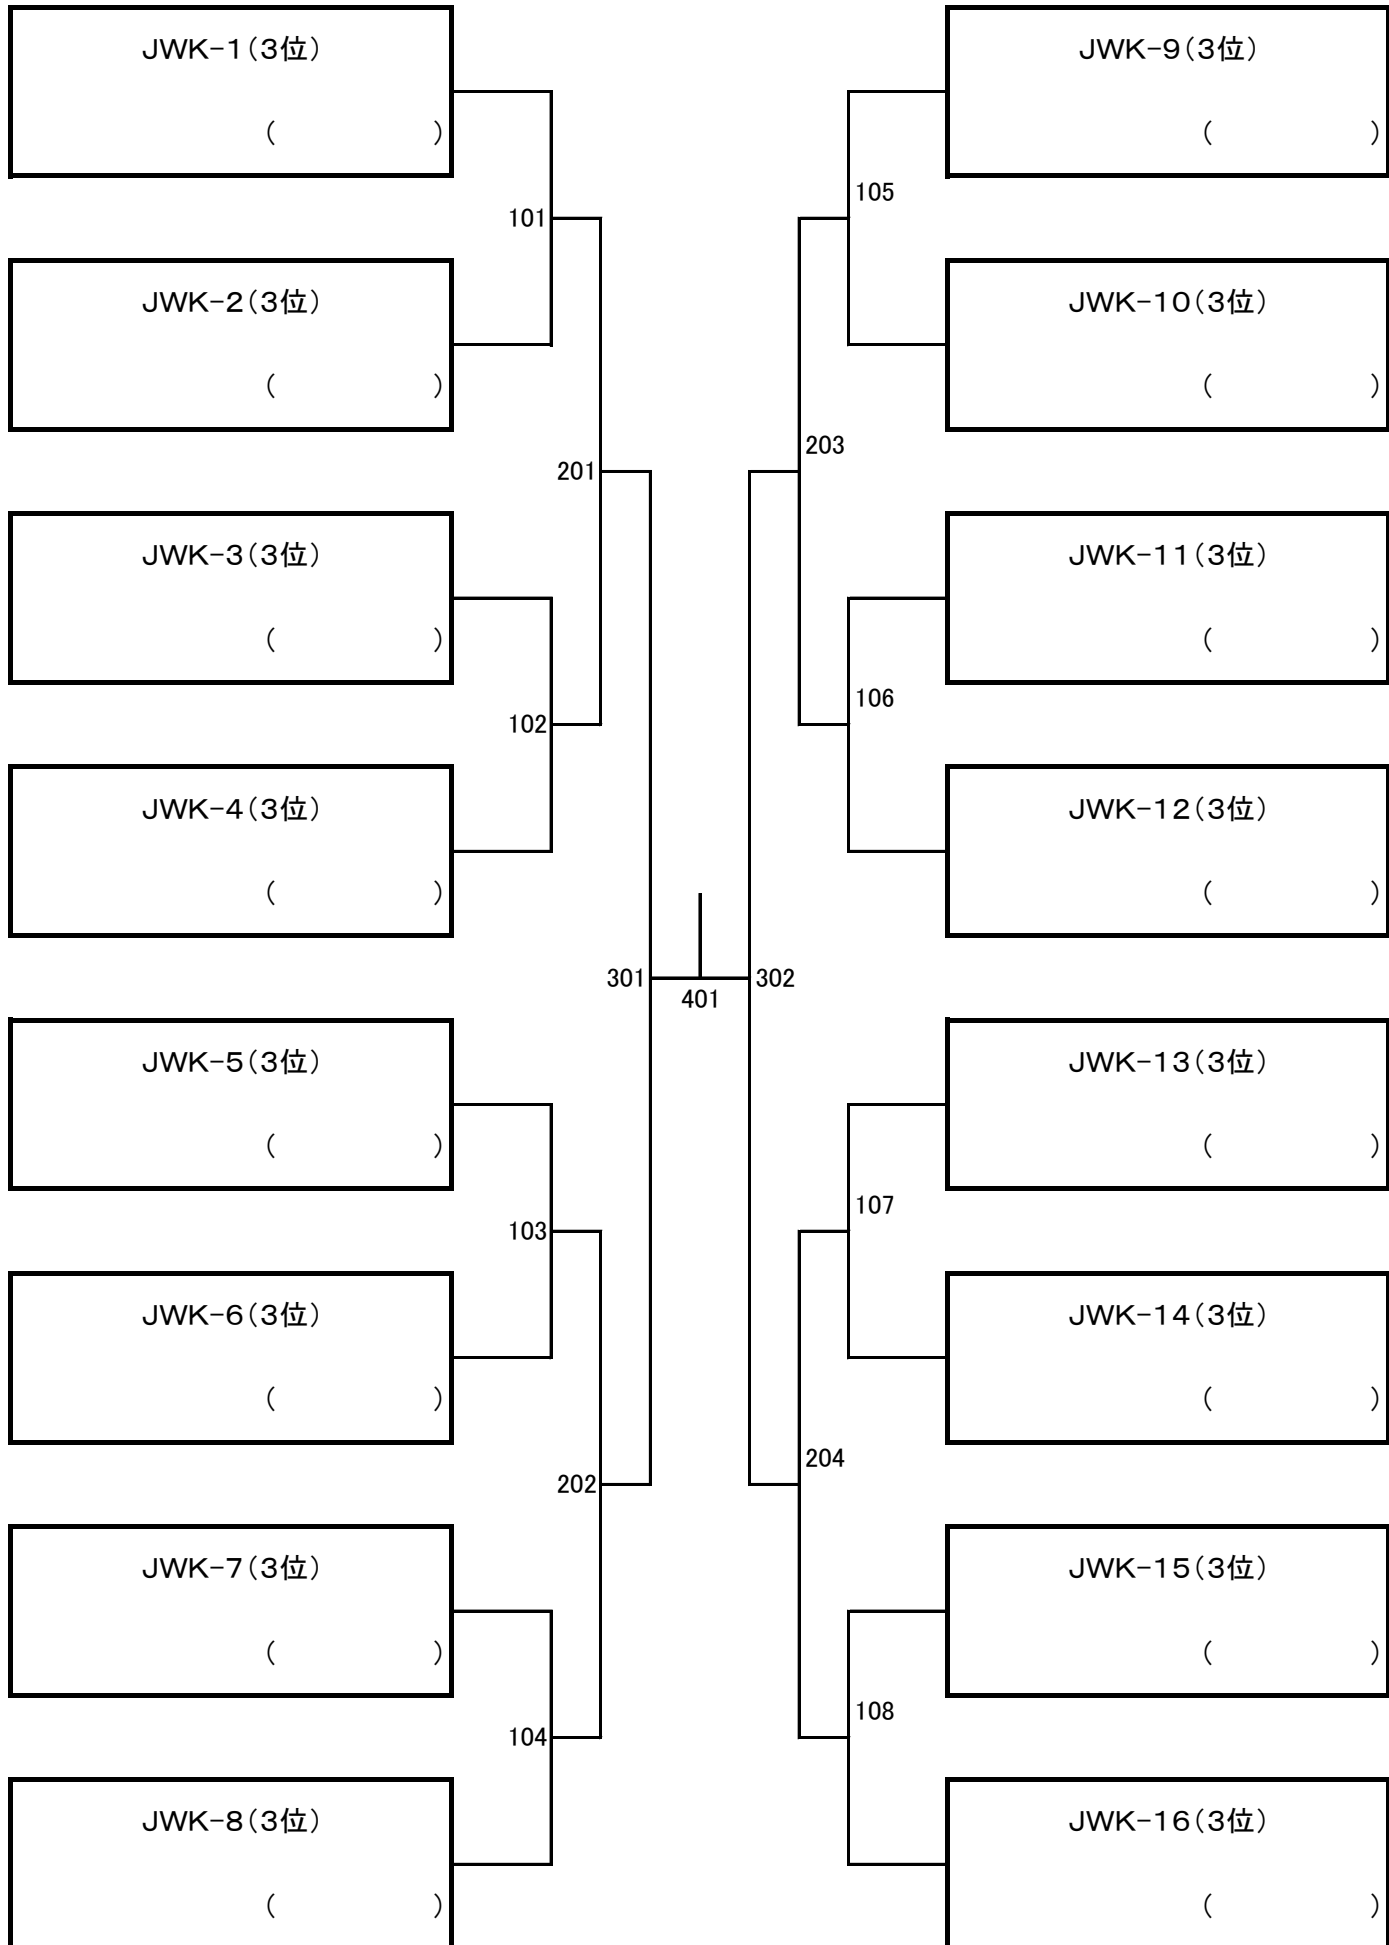 JWK-1(3位)
(　　　)
101
JWK-2(3位)
(　　　)
201
JWK-3(3位)
(　　　)
102
JWK-4(3位)
(　　　)
301
401
302
JWK-5(3位)
(　　　)
103
JWK-6(3位)
(　　　)
202
JWK-7(3位)
(　　　)
104
JWK-8(3位)
(　　　)
JWK-9(3位)
(　　　)
105
JWK-10(3位)
(　　　)
203
JWK-11(3位)
(　　　)
106
JWK-12(3位)
(　　　)
JWK-13(3位)
(　　　)
107
JWK-14(3位)
(　　　)
204
JWK-15(3位)
(　　　)
108
JWK-16(3位)
(　　　)